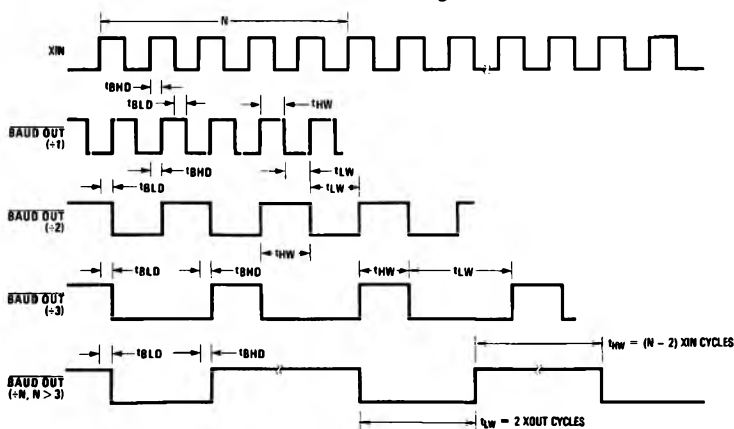 N
XIN
tBHD
tBLD
tHW
BAUD OUT
(÷1)
tBHD
tLW
tBLD
tLW
BAUD OUT
(÷2)
tHW
tBLD
tBHD
tHW
tLW
BAUD OUT
(÷3)
tBLD
tBHD
tHW = (N – 2) XIN CYCLES
BAUD OUT
(÷N, N > 3)
tLW = 2 XOUT CYCLES